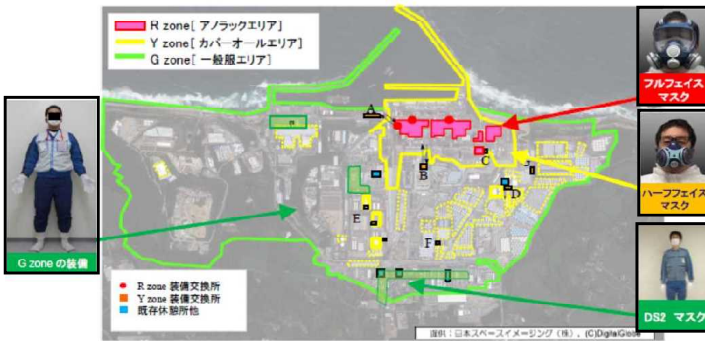 R zone[ アノラックエリア]
Y zone[ カバーオールエリア]
G zone[ 一般服エリア]
フルフェイス
マスク
ハーフフェイス
マスク
A
B
C
D
E
F
G zone の装備
R zone 装備交換所
Y zone 装備交換所
既存休憩所他
DS2 マスク
提供：日本スペースイメージング（株）, (C)DigitalGlobe